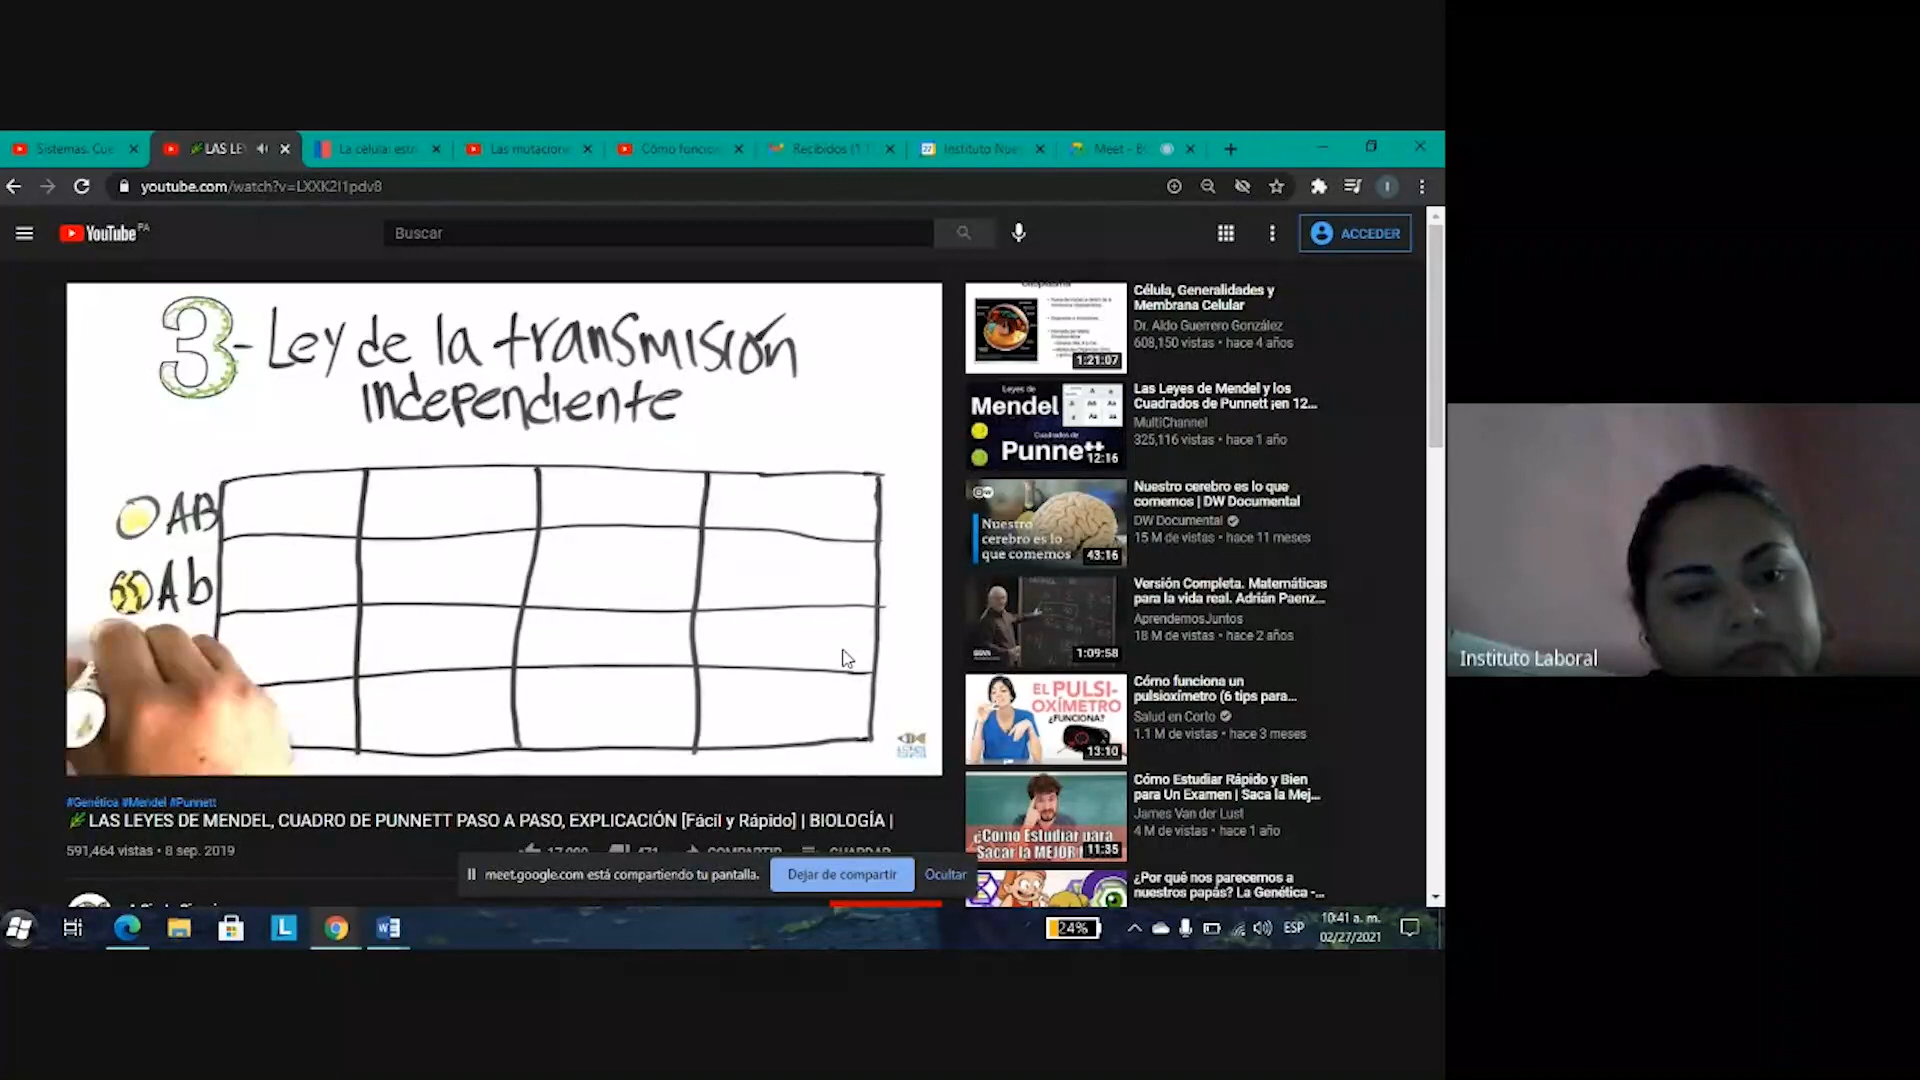 Sistemas. Cue
LAS LE
La célula: estr
Las mutacione
Cómo funcion
Recibidos (1
Instituto Nue
Meet -
youtube.com/watch?v=LXXK2I1pdv8
YouTube PA
Buscar
ACCEDER
3- Ley de la transmisión
independiente
AB
Ab
#Genética #Mendel #Punnett
LAS LEYES DE MENDEL, CUADRO DE PUNNETT PASO A PASO, EXPLICACIÓN [Fácil y Rápido] | BIOLOGÍA |
591,464 vistas • 8 sep. 2019
471
COMPARTIR
GUARDAR
meet.google.com está compartiendo tu pantalla.
Dejar de compartir
Ocultar
1:21:07
Célula, Generalidades y
Membrana Celular
Dr. Aldo Guerrero González
608,150 vistas • hace 4 años
Leyes de
Mendel
Cuadrados de
Punnett
12:16
Las Leyes de Mendel y los
Cuadrados de Punnett ¡en 12...
MultiChannel
325,116 vistas • hace 1 año
Nuestro
cerebro es lo
que comemos
43:16
Nuestro cerebro es lo que
comemos | DW Documental
DW Documental
15 M de vistas • hace 11 meses
1:09:58
Versión Completa. Matemáticas
para la vida real. Adrián Paenz...
AprendemosJuntos
18 M de vistas • hace 2 años
EL PULSI-
OXÍMETRO
¿FUNCIONA?
13:10
Cómo funciona un
pulsioxímetro (6 tips para...
Salud en Corto
1.1 M de vistas • hace 3 meses
¿Como Estudiar para
Sacar la MEJOR
11:35
Cómo Estudiar Rápido y Bien
para Un Examen | Saca la Mej...
James Van der Lust
4 M de vistas • hace 1 año
¿Por qué nos parecemos a
nuestros papás? La Genética -...
Instituto Laboral
24%
ESP
10:41 a. m.
02/27/2021